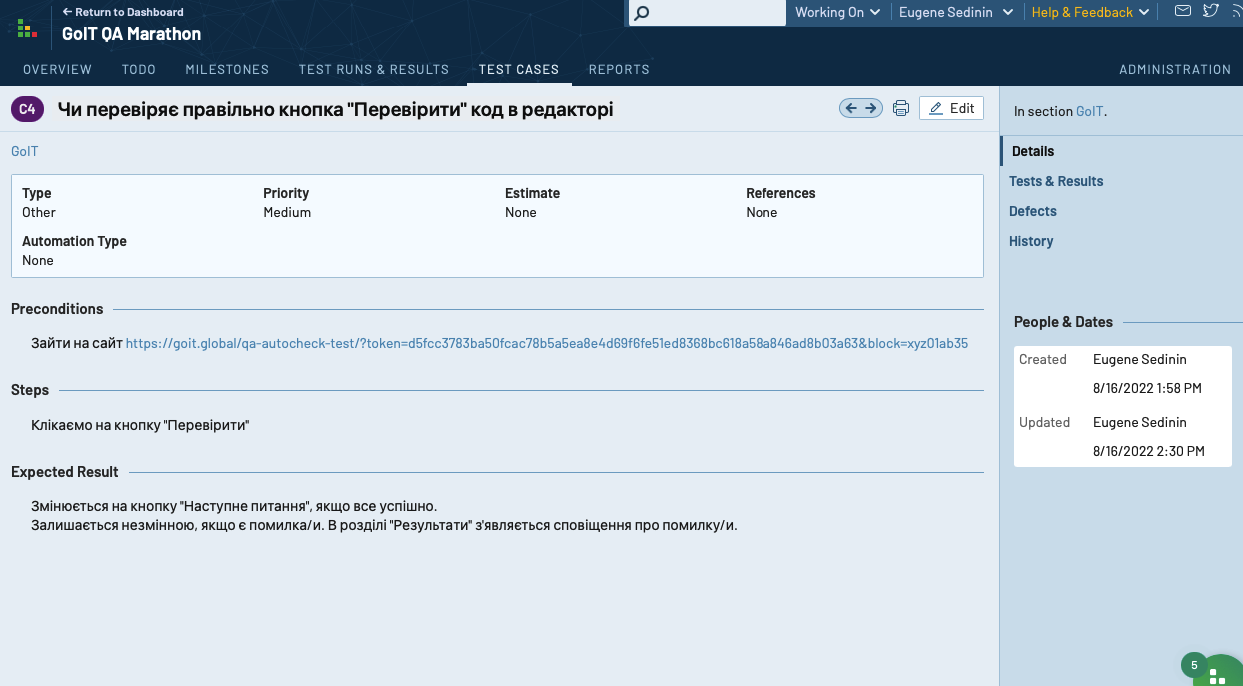 ← Return to Dashboard
GoIT QA Marathon
Working On
Eugene Sedinin
Help & Feedback
OVERVIEW
TODO
MILESTONES
TEST RUNS & RESULTS
TEST CASES
REPORTS
ADMINISTRATION
C4
Чи перевіряє правільно кнопка "Перевірити" код в редакторі
Edit
GoIT
Type
Other
Priority
Medium
Estimate
None
References
None
Automation Type
None
Preconditions
Зайти на сайт https://goit.global/qa-autocheck-test/?token=d5fcc3783ba50fcac78b5a5ea8e4d69f6fe51ed8368bc618a58a846ad8b03a63&block=xyz01ab35
Steps
Клікаємо на кнопку "Перевірити"
Expected Result
Змінюється на кнопку "Наступне питання", якщо все успішно.
Залишається незмінною, якщо є помилка/и. В розділі "Результати" з'являється сповіщення про помилку/и.
In section GoIT.
Details
Tests & Results
Defects
History
People & Dates
Created Eugene Sedinin
8/16/2022 1:58 PM
Updated Eugene Sedinin
8/16/2022 2:30 PM
5